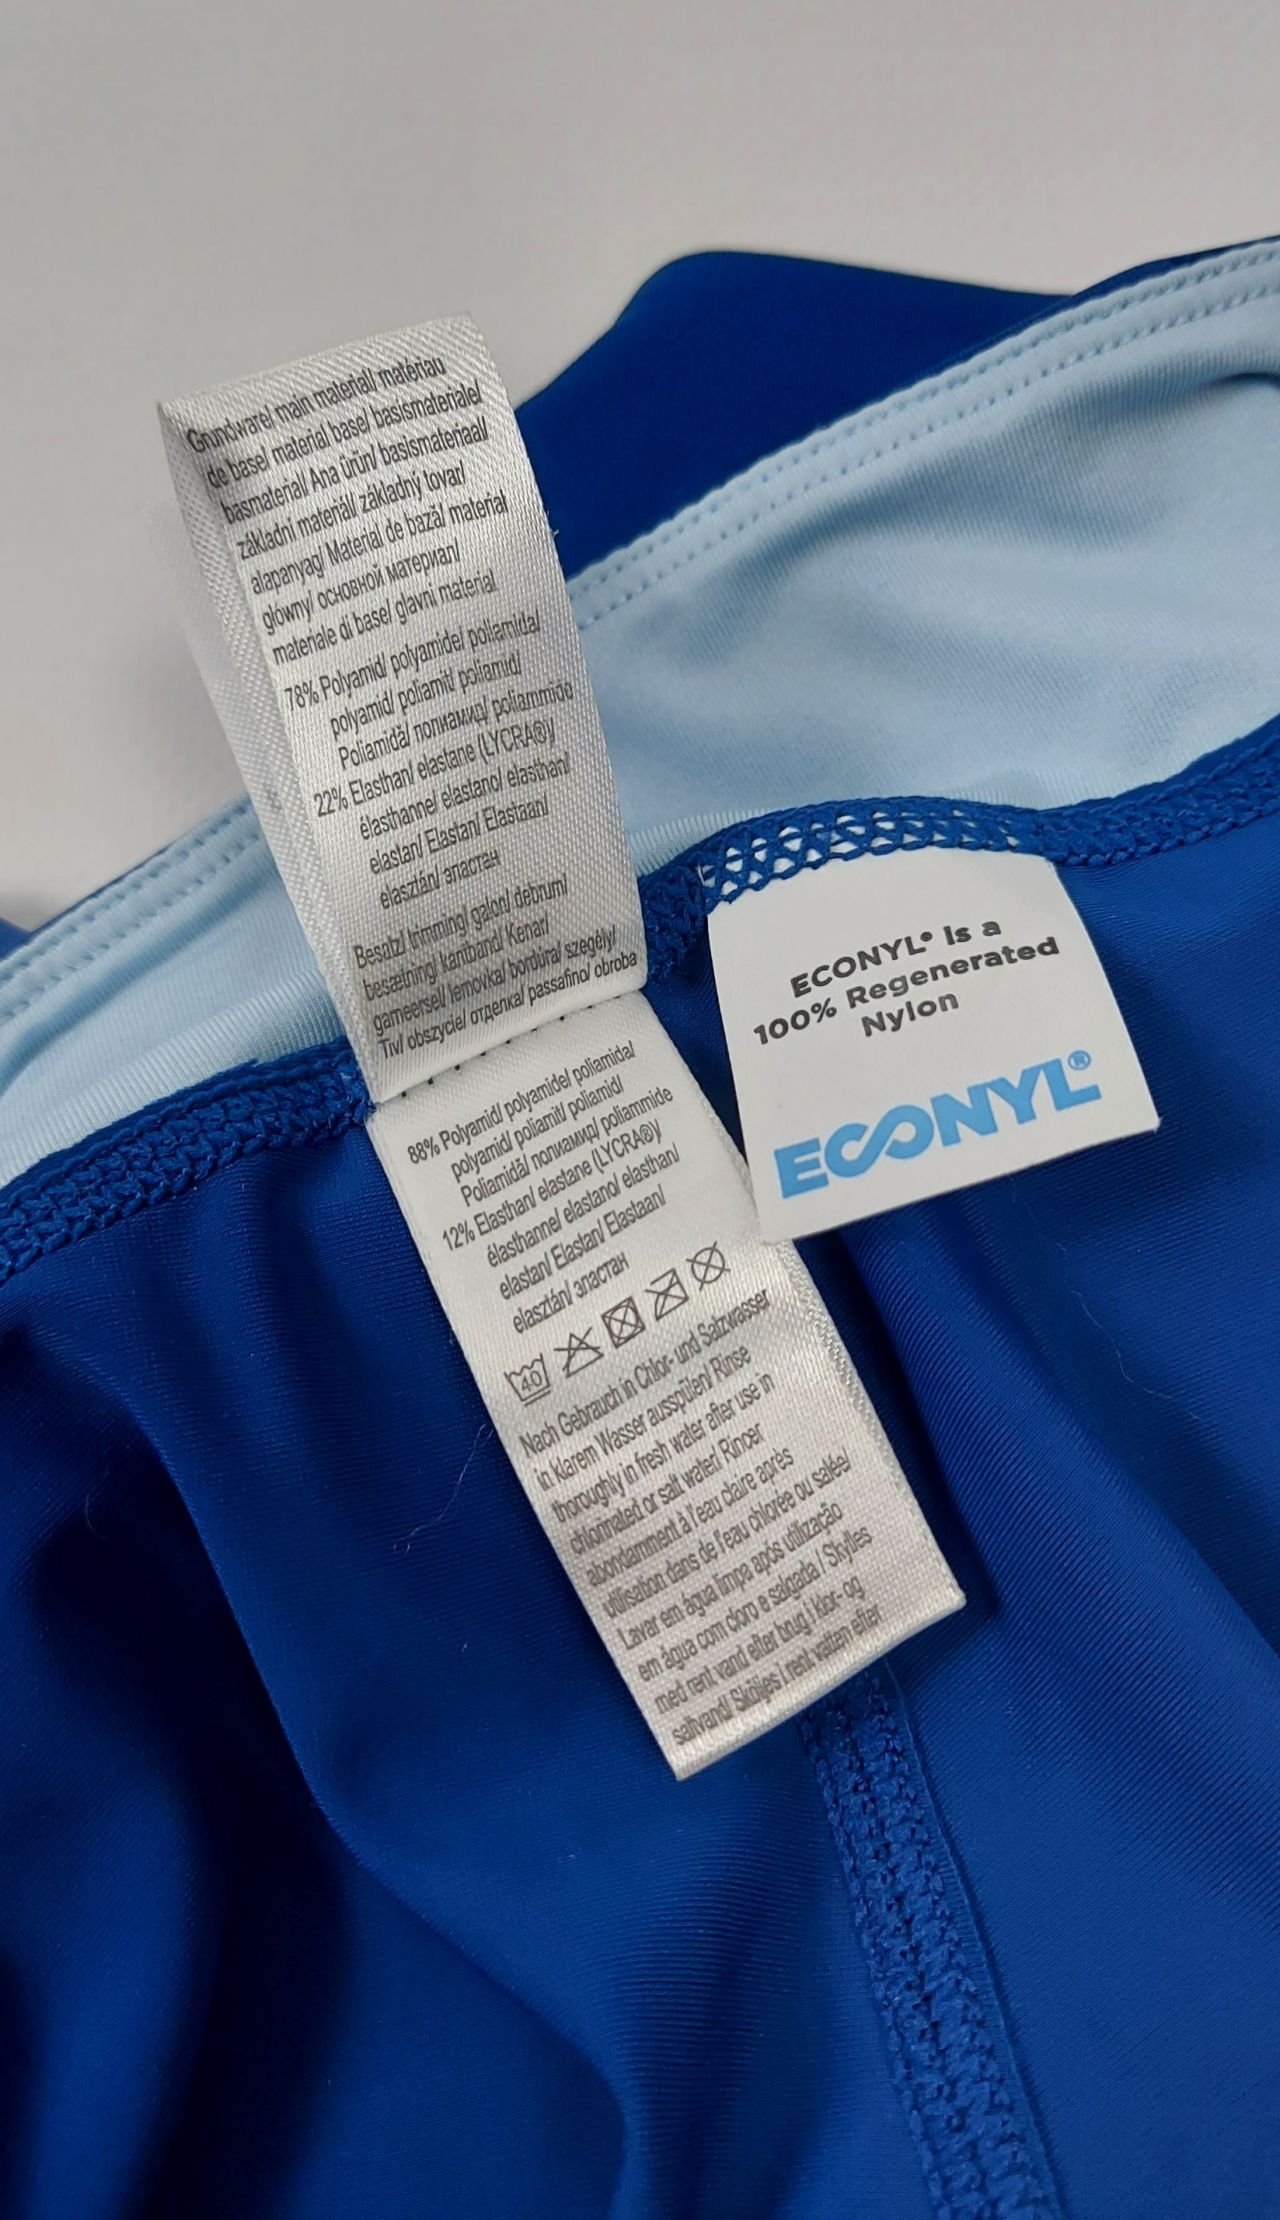 Grundware/ main material/ matériau
de base/ material base/ basismateriale/
basmaterial/ Ana ürün/ basismateriaal/
základní materiál/ základný tovar/
alapanyag/ Material de bază/ materiał
główny/ основной материал/
materiale di base/ glavni material
78% Polyamid/ polyamide/ poliamida/
polyamid/ poliamit/ poliamid/
Poliamidă/ полиамид/ poliammide
22% Elasthan/ elastane (LYCRA®)/
élasthanne/ elastano/ elasthan/
elastan/ Elastan/ Elastaan/
elasztán/ эластан
Besatz/ trimming/ galon/ debrum/
besætning/ kantband/ Kenar/
garneersel/ lemovka/ bordúra/ szegély/
Tiv/ obszycie/ отделка/ passafino/ obroba
88% Polyamid/ polyamide/ poliamida/
polyamid/ poliamit/ poliamid/
Poliamidă/ полиамид/ poliammide
12% Elasthan/ elastane (LYCRA®)/
élasthanne/ elastano/ elasthan/
elastan/ Elastan/ Elastaan/
elasztán/ эластан
40
Nach Gebrauch in Chlor- und Salzwasser
in klarem Wasser ausspülen/ Rinse
thoroughly in fresh water after use in
chlorinated or salt water/ Rincer
abondamment à l'eau claire après
utilisation dans de l'eau chlorée ou salée/
Lavar em água limpa após utilização
em água com cloro e salgada / Skylles
med rent vand efter brug i klor- og
saltvand/ Sköljes i rent vatten efter
ECONYL® is a
100% Regenerated
Nylon
ECONYL®